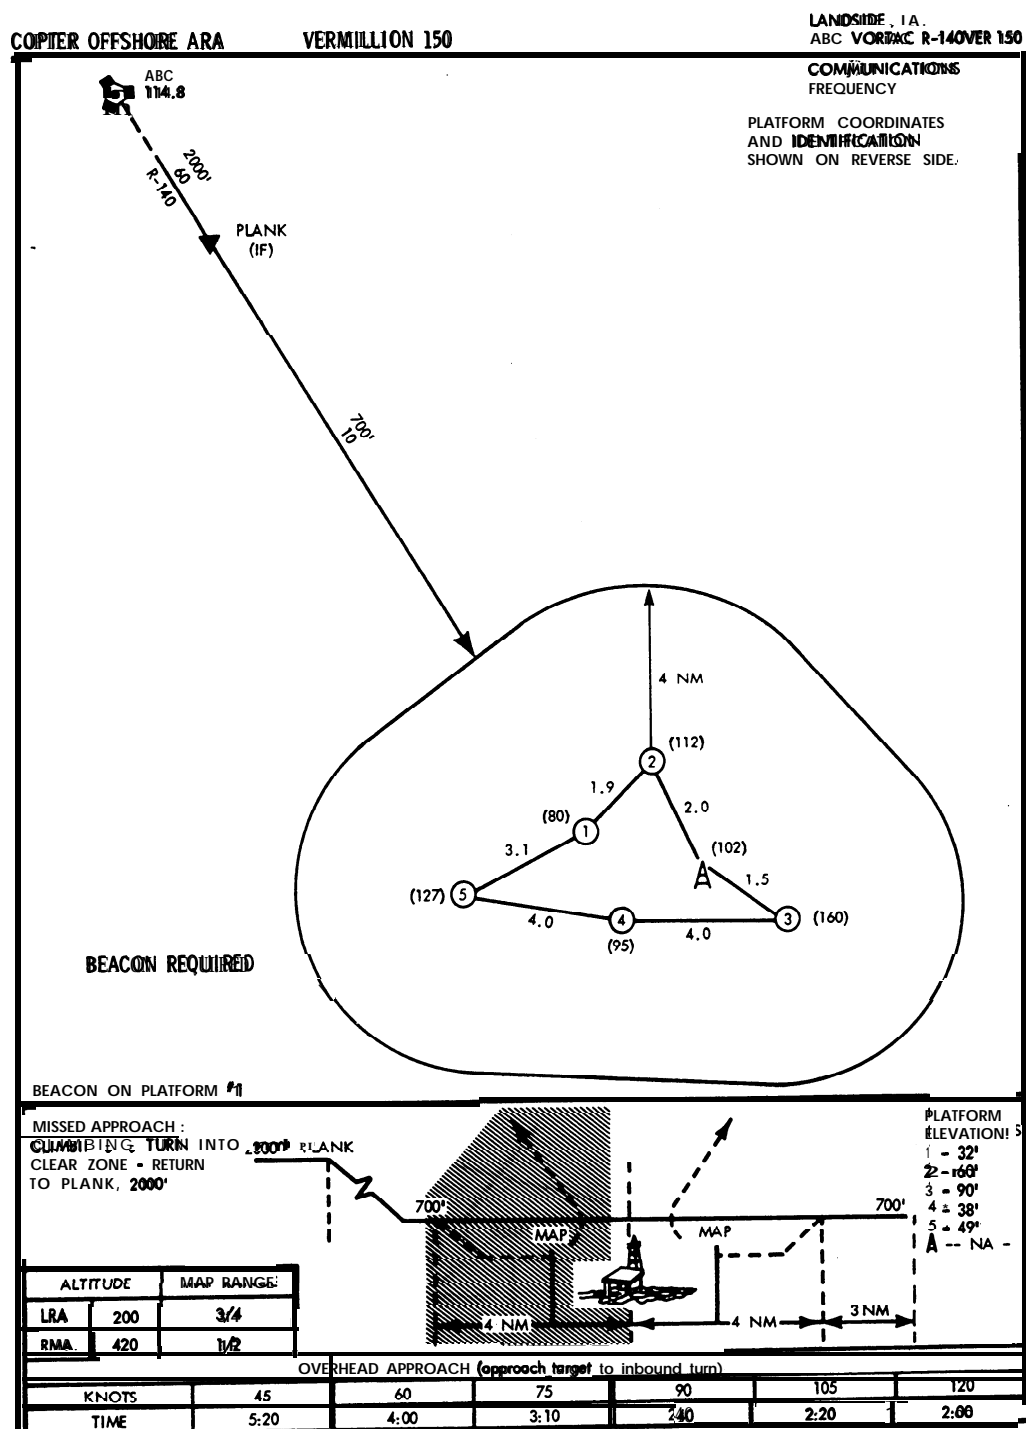 COPTER OFFSHORE ARA VERMILLION 150
LANDSIDE, IA.
ABC VORTAC R-140 VER 150
COMMUNICATIONS
FREQUENCY
PLATFORM COORDINATES
AND IDENTIFICATION
SHOWN ON REVERSE SIDE.
ABC
114.8
2000'
60
R-140
PLANK
(IF)
700'
10
4 NM
(112)
2
1.9
2.0
(80)
1
(102)
3.1
1.5
(127)
5
4.0
4
(95)
4.0
3
(160)
BEACON REQUIRED
BEACON ON PLATFORM #1
MISSED APPROACH:
CLIMBING TURN INTO
CLEAR ZONE - RETURN
TO PLANK, 2000'
PLANK
700'
MAP
MAP
700'
4 NM
4 NM
3 NM
PLATFORM
ELEVATIONS
1 - 32'
2 - 60'
3 - 90'
4 - 38'
5 - 49'
A -- NA -
ALTITUDE MAP RANGE
LRA 200 3/4
RMA 420 1/2
OVERHEAD APPROACH (approach target to inbound turn)
KNOTS 45 60 75 90 105 120
TIME 5:20 4:00 3:10 2:40 2:20 2:00